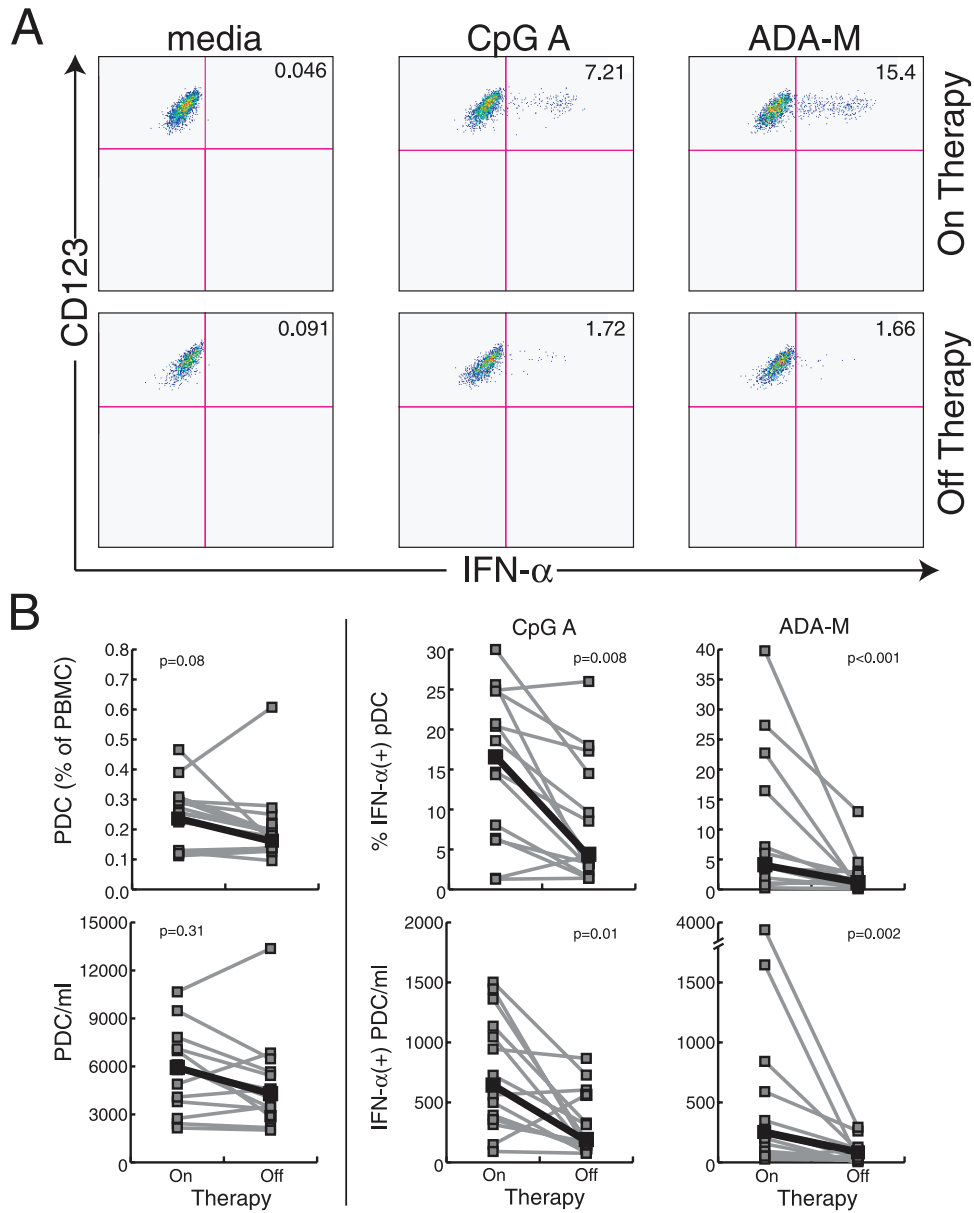 A
media
CpG A
ADA-M
0.046
7.21
15.4
On Therapy
CD123
0.091
1.72
1.66
Off Therapy
IFN-α
B
CpG A
ADA-M
PDC (% of PBMC)
0.8
0.7
0.6
0.5
0.4
0.3
0.2
0.1
0.0
p=0.08
% IFN-α(+) pDC
30
25
20
15
10
5
0
p=0.008
40
35
30
25
20
15
10
5
0
p<0.001
PDC/ml
15000
12000
9000
6000
3000
0
p=0.31
On
Off
Therapy
IFN-α(+) PDC/ml
2000
1500
1000
500
0
p=0.01
On
Off
Therapy
4000
2000
1500
1000
500
0
p=0.002
On
Off
Therapy